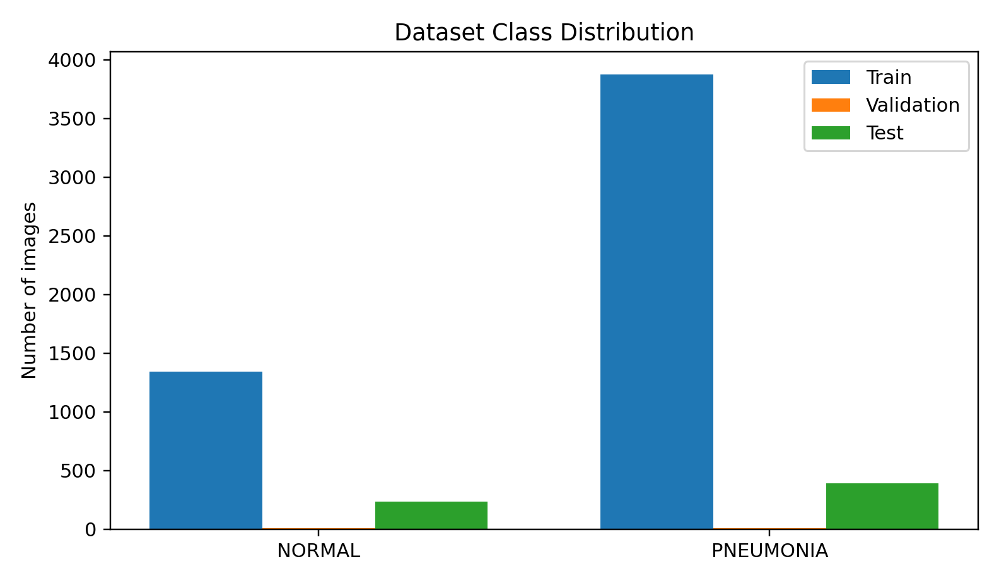 Dataset Class Distribution
Train
Validation
Test
Number of images
4000
3500
3000
2500
2000
1500
1000
500
0
NORMAL PNEUMONIA